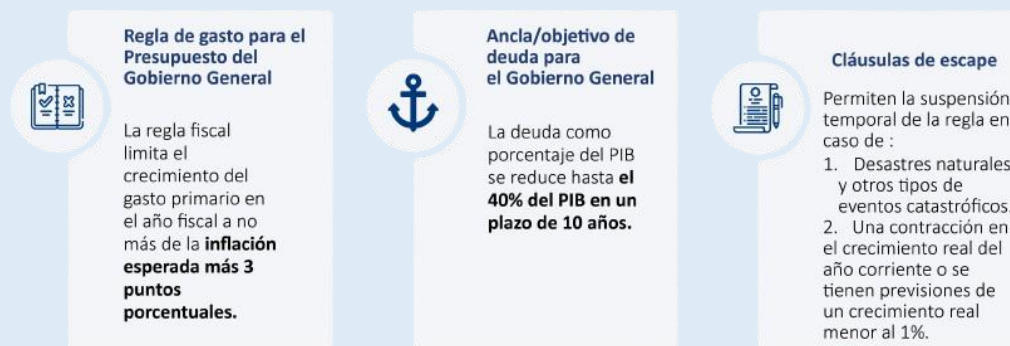 Regla de gasto para el
Presupuesto del
Gobierno General
La regla fiscal
limita el
crecimiento del
gasto primario en
el año fiscal a no
más de la inflación
esperada más 3
puntos
porcentuales.
Ancla/objetivo de
deuda para
el Gobierno General
La deuda como
porcentaje del PIB
se reduce hasta el
40% del PIB en un
plazo de 10 años.
Cláusulas de escape
Permiten la suspensión
temporal de la regla en
caso de :
1. Desastres naturales
y otros tipos de
eventos catastróficos.
2. Una contracción en
el crecimiento real del
año corriente o se
tienen previsiones de
un crecimiento real
menor al 1%.